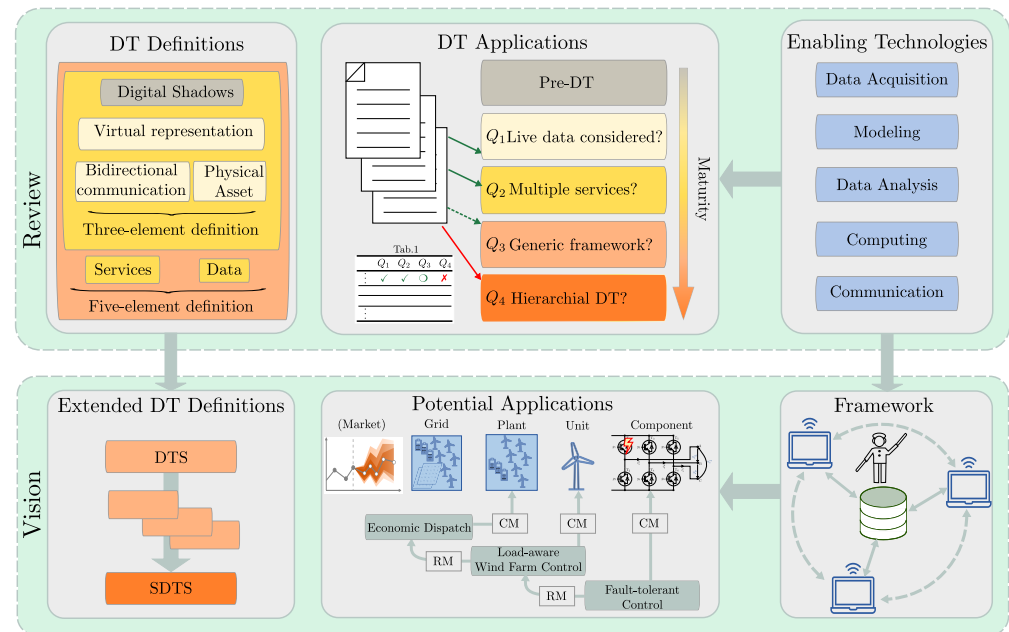 Review
DT Definitions
Digital Shadows
Virtual representation
Bidirectional
communication
Physical
Asset
Three-element definition
Services
Data
Five-element definition
DT Applications
Pre-DT
Q1 Live data considered?
Q2 Multiple services?
Q3 Generic framework?
Q4 Hierarchial DT?
Maturity
Tab.1
Q1 Q2 Q3 Q4
✓ ✓ ❍ ✗
⋮
⋮
Enabling Technologies
Data Acquisition
Modeling
Data Analysis
Computing
Communication
Vision
Extended DT Definitions
DTS
SDTS
Potential Applications
(Market)
Grid
Plant
Unit
Component
CM
CM
CM
Economic Dispatch
RM
Load-aware
Wind Farm Control
RM
Fault-tolerant
Control
Framework